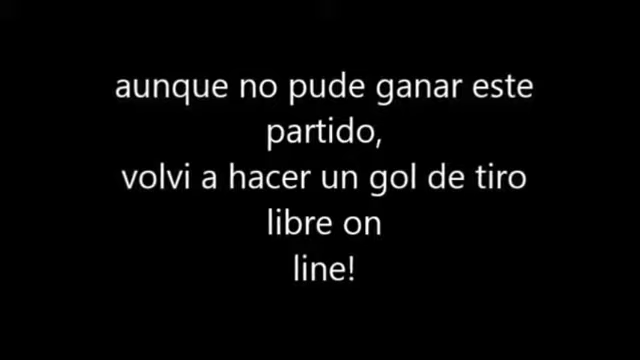 aunque no pude ganar este
partido,
volvi a hacer un gol de tiro
libre on
line!